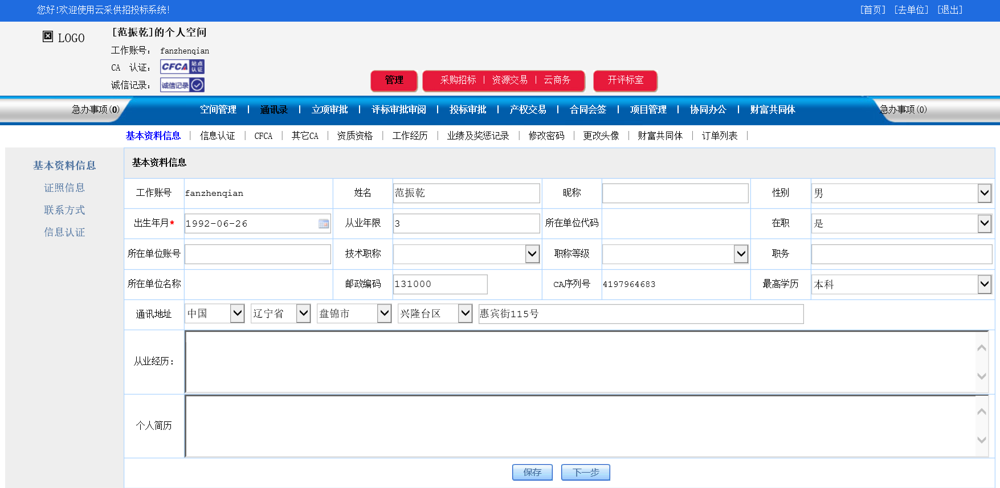 您好!欢迎使用云采供招投标系统! [首页] [去单位] [退出]
LOGO
[范振乾]的个人空间
工作账号： fanzhenqian
CA 认证： CFCA 站点认证
诚信记录： 诚信记录
管理 采购招标 | 资源交易 | 云商务 开评标室
急办事项(0) 空间管理 | 通讯录 | 立项审批 | 评标审批审阅 | 投标审批 | 产权交易 | 合同会签 | 项目管理 | 协同办公 | 财富共同体 急办事项(0)
基本资料信息 | 信息认证 | CFCA | 其它CA | 资质资格 | 工作经历 | 业绩及奖惩记录 | 修改密码 | 更改头像 | 财富共同体 | 订单列表 |
基本资料信息
证照信息
联系方式
信息认证
基本资料信息
工作账号 fanzhenqian 姓名 范振乾 昵称 性别 男
出生年月* 1992-06-26 从业年限 3 所在单位代码 在职 是
所在单位账号 技术职称 职称等级 职务
所在单位名称 邮政编码 131000 CA序列号 4197964683 最高学历 本科
通讯地址 中国 辽宁省 盘锦市 兴隆台区 惠宾街115号
从业经历：
个人简历
保存 下一步